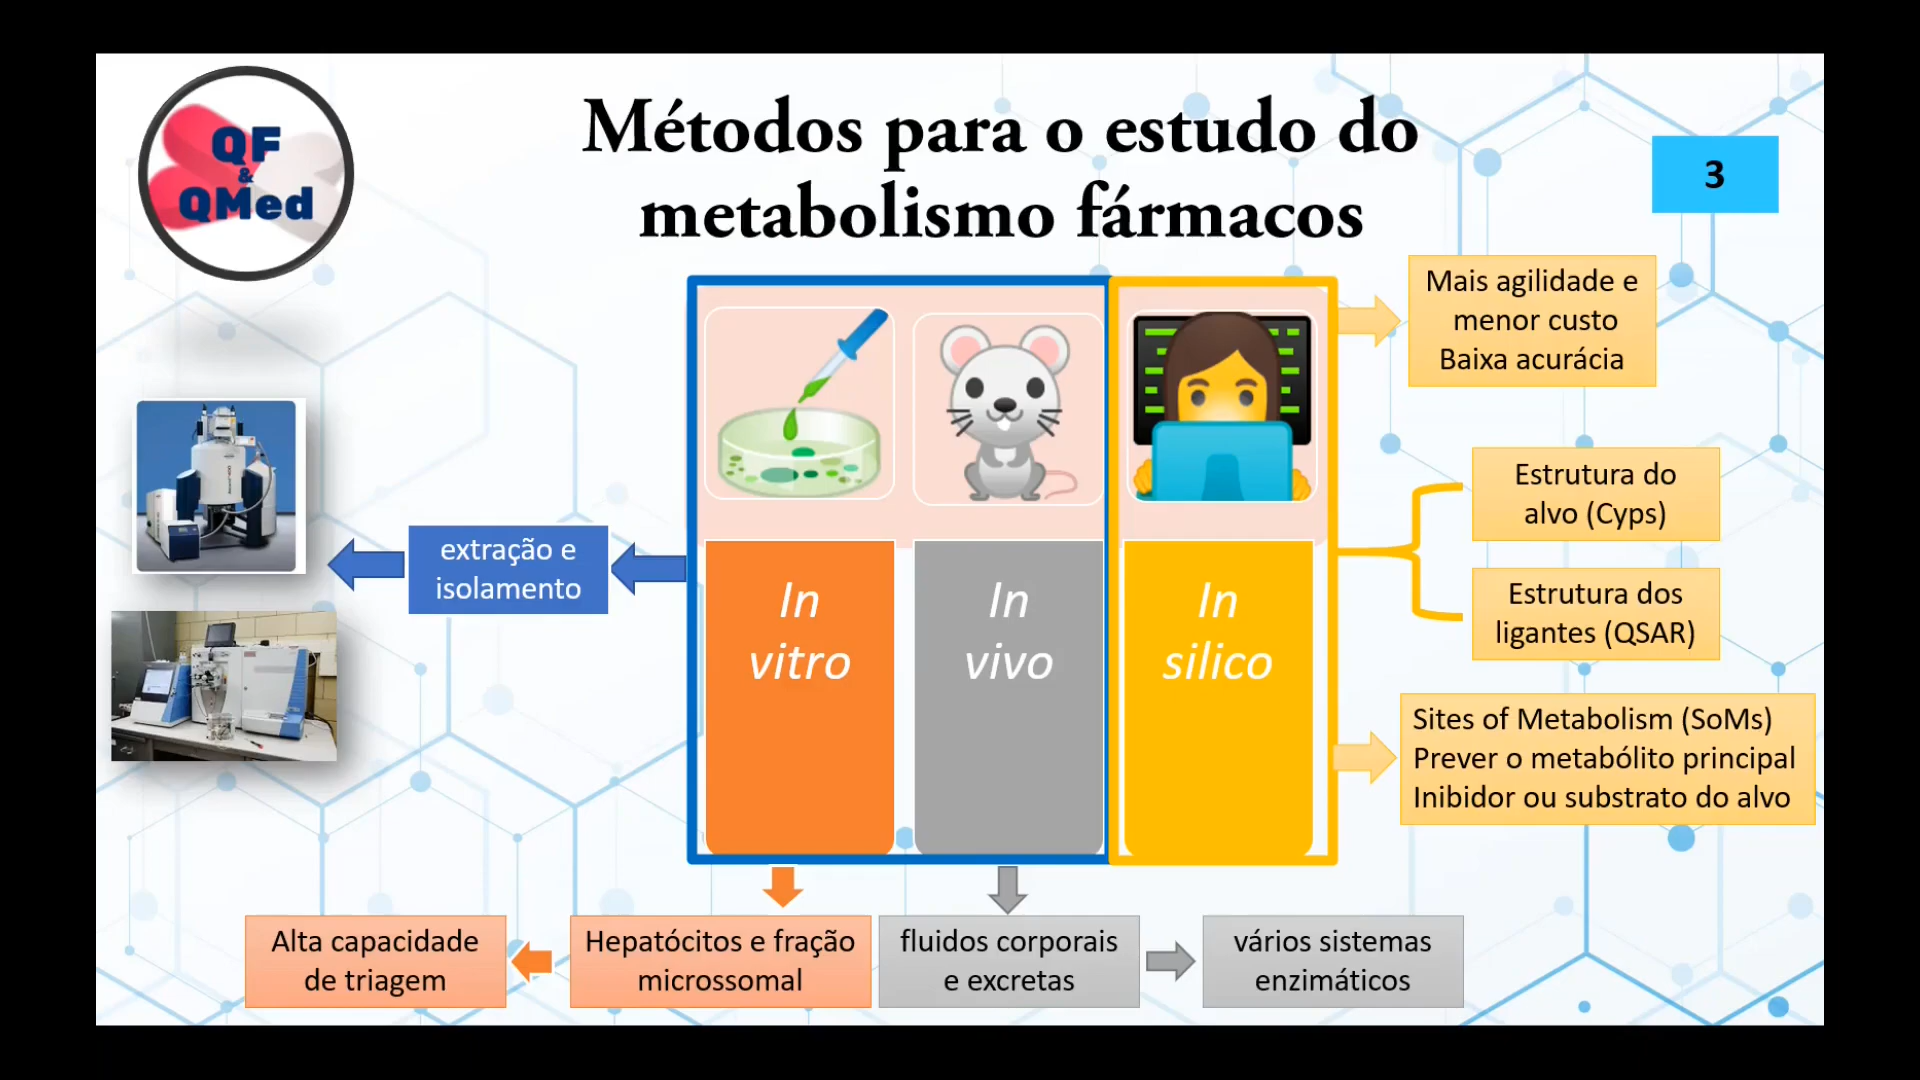 QF
&
QMed
Métodos para o estudo do
metabolismo fármacos
3
Mais agilidade e
menor custo
Baixa acurácia
Estrutura do
alvo (Cyps)
extração e
isolamento
In
vitro
In
vivo
In
silico
Estrutura dos
ligantes (QSAR)
Sites of Metabolism (SoMs)
Prever o metabólito principal
Inibidor ou substrato do alvo
Alta capacidade
de triagem
Hepatócitos e fração
microssomal
fluidos corporais
e excretas
vários sistemas
enzimáticos